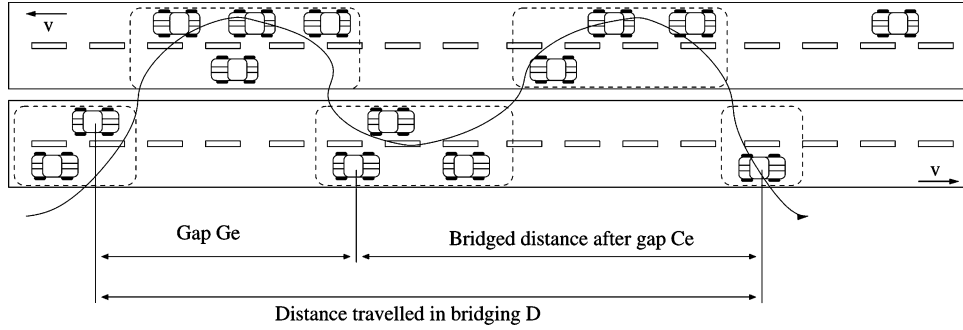 v
v
Gap Ge
Bridged distance after gap Ce
Distance travelled in bridging D